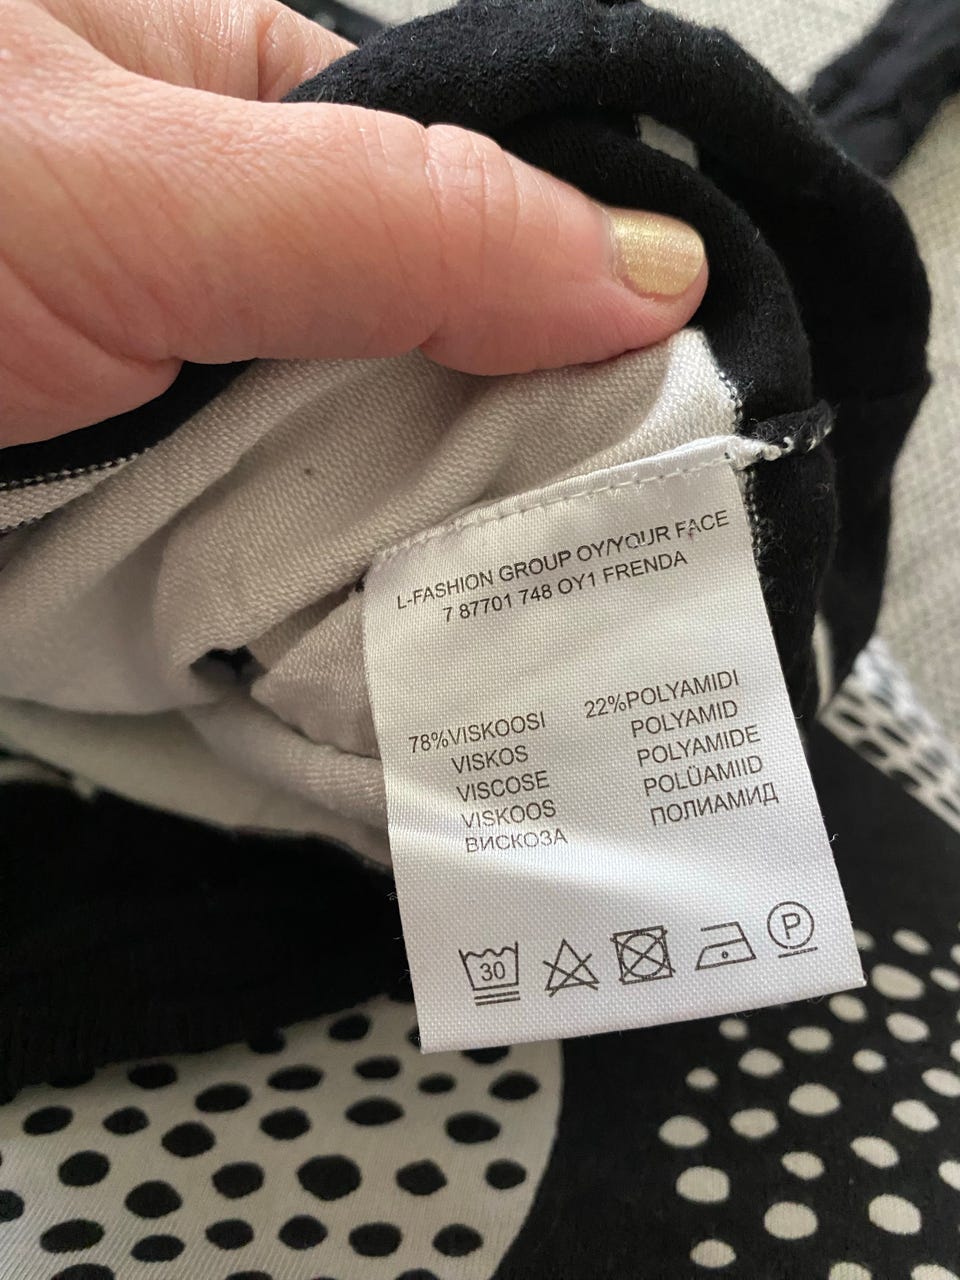 L-FASHION GROUP OY/YOUR FACE
7 87701 748 OY1 FRENDA
78%VISKOOSI 22%POLYAMIDI
VISKOS POLYAMID
VISCOSE POLYAMIDE
VISKOOS POLÜAMIID
ВИСКОЗА ПОЛИАМИД
30 P